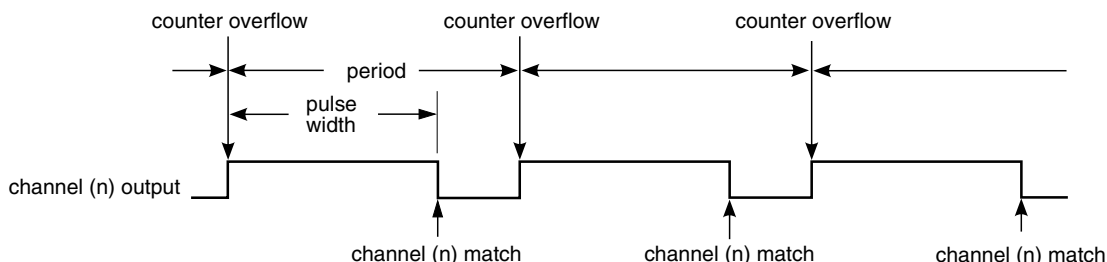 counter overflow counter overflow counter overflow
period
pulse
width
channel (n) output
channel (n) match channel (n) match channel (n) match